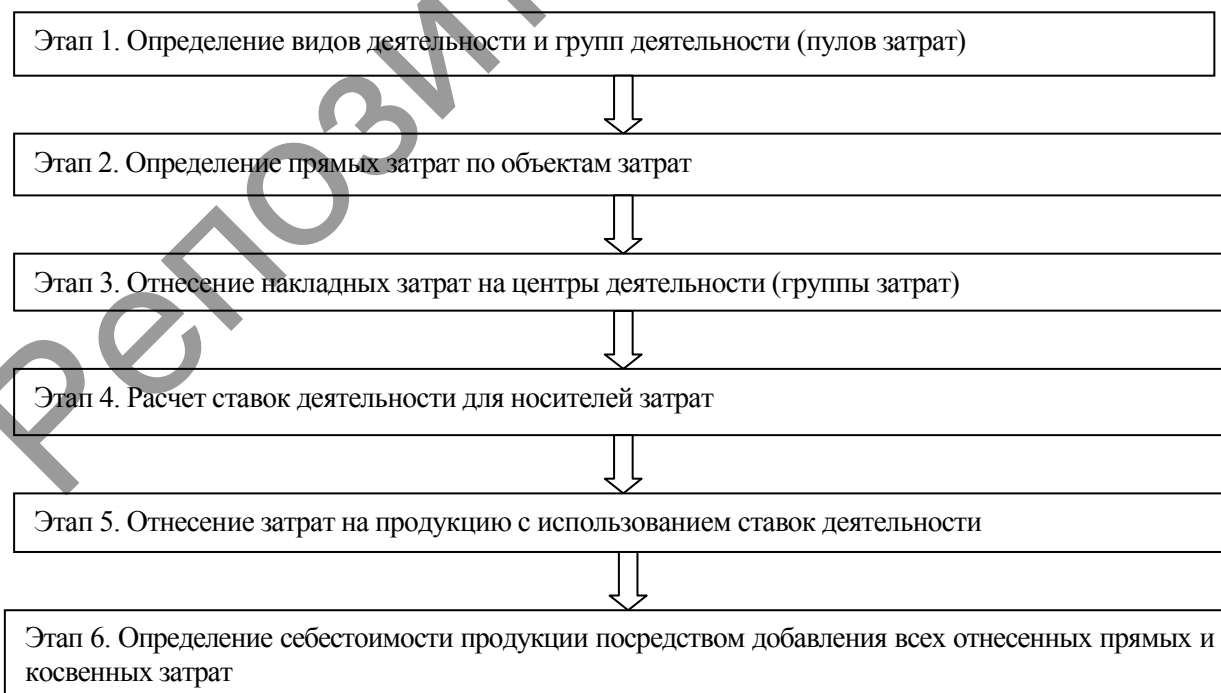 Этап 1. Определение видов деятельности и групп деятельности (пулов затрат)
Этап 2. Определение прямых затрат по объектам затрат
Этап 3. Отнесение накладных затрат на центры деятельности (группы затрат)
Этап 4. Расчет ставок деятельности для носителей затрат
Этап 5. Отнесение затрат на продукцию с использованием ставок деятельности
Этап 6. Определение себестоимости продукции посредством добавления всех отнесенных прямых и
косвенных затрат